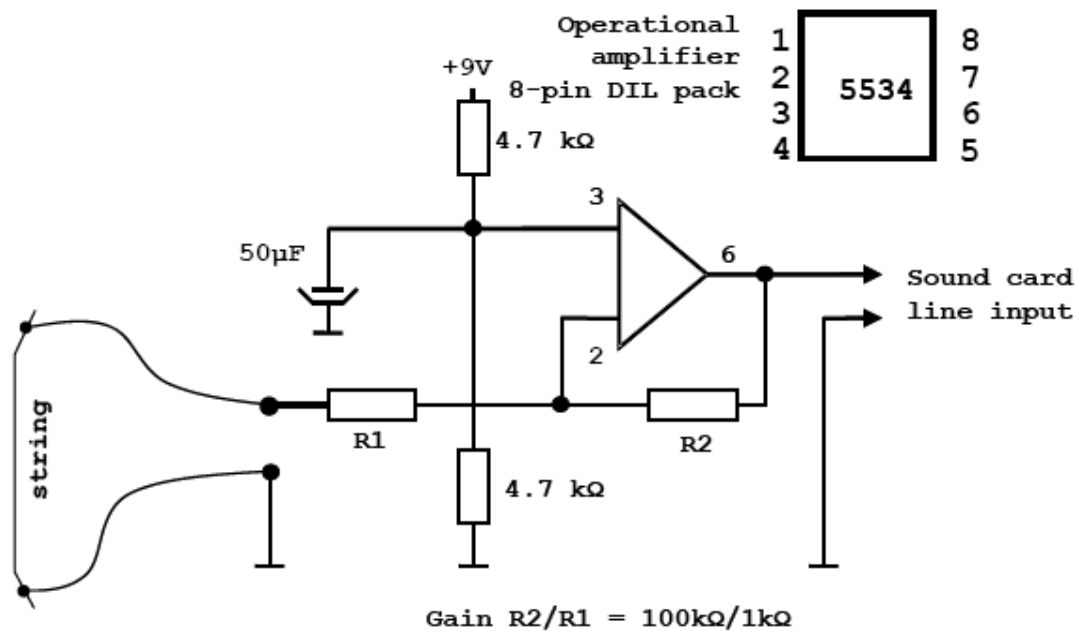 Operational
amplifier
8-pin DIL pack
1
2
3
4
5534
8
7
6
5
+9V
4.7 kΩ
3
50µF
6
Sound card
line input
2
string
R1
R2
4.7 kΩ
Gain R2/R1 = 100kΩ/1kΩ